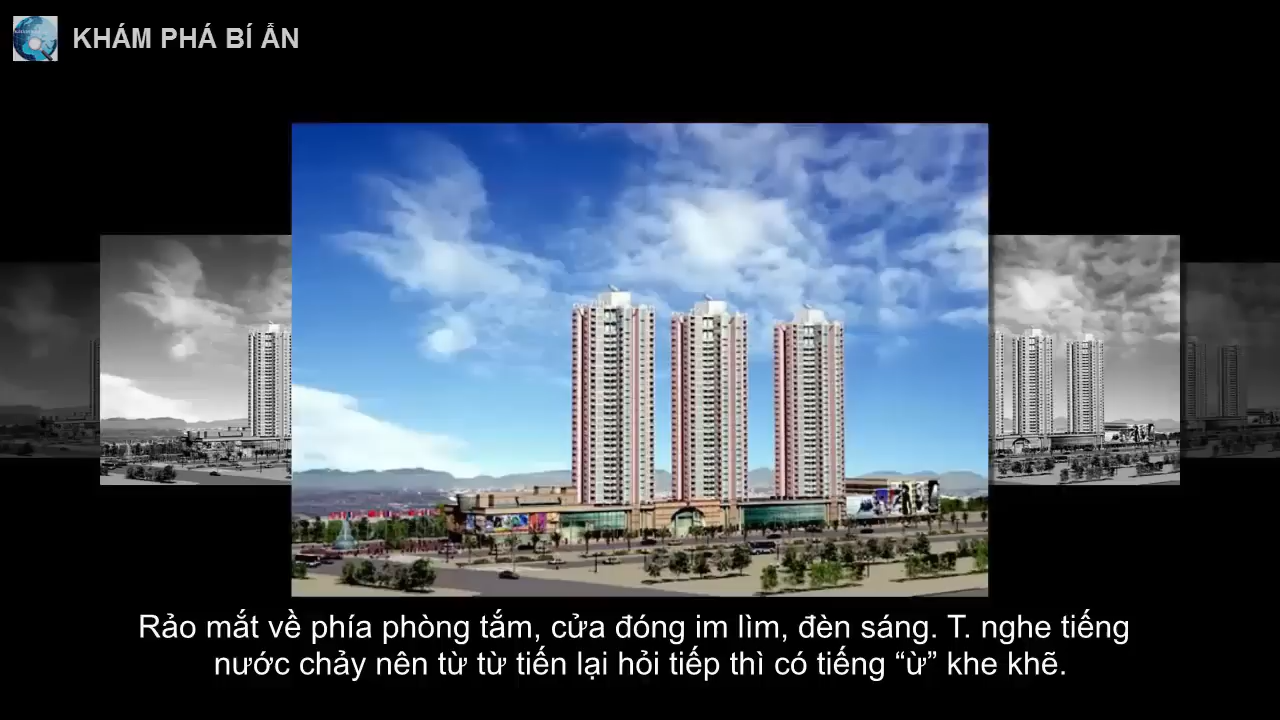 KHÁM PHÁ BÍ ẨN
Rảo mắt về phía phòng tắm, cửa đóng im lìm, đèn sáng. T. nghe tiếng
nước chảy nên từ từ tiến lại hỏi tiếp thì có tiếng “ừ” khe khẽ.